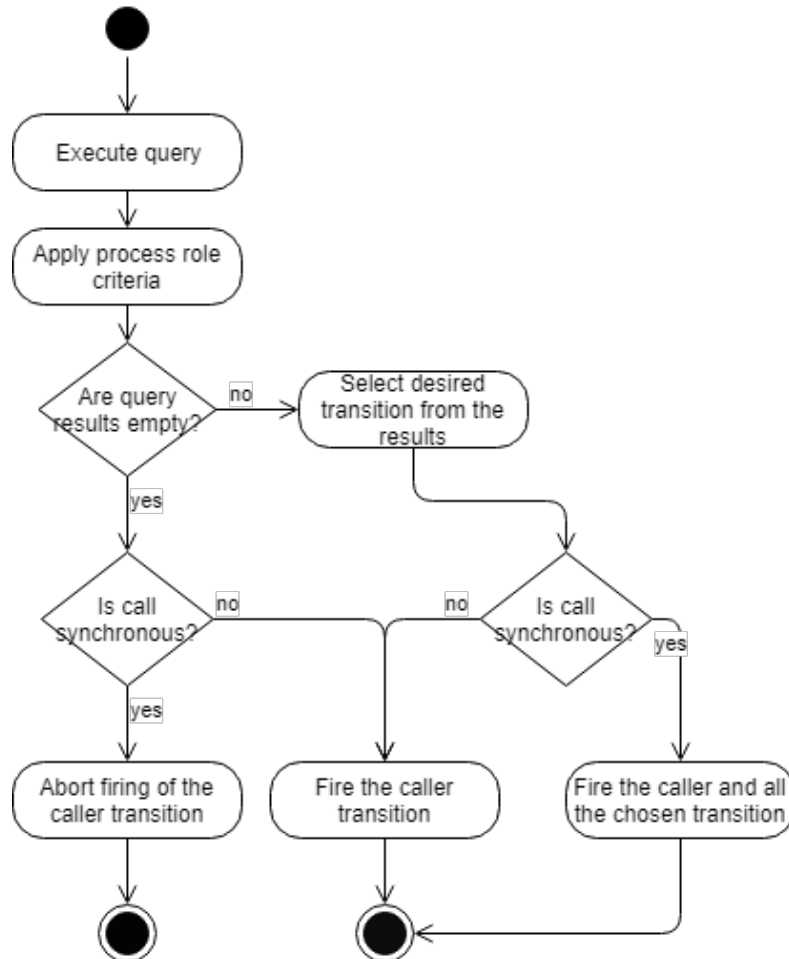 Execute query
Apply process role
criteria
Are query
results empty?
no
Select desired
transition from the
results
yes
Is call
synchronous?
no
no
Is call
synchronous?
yes
yes
Abort firing of the
caller transition
Fire the caller
transition
Fire the caller and all
the chosen transition